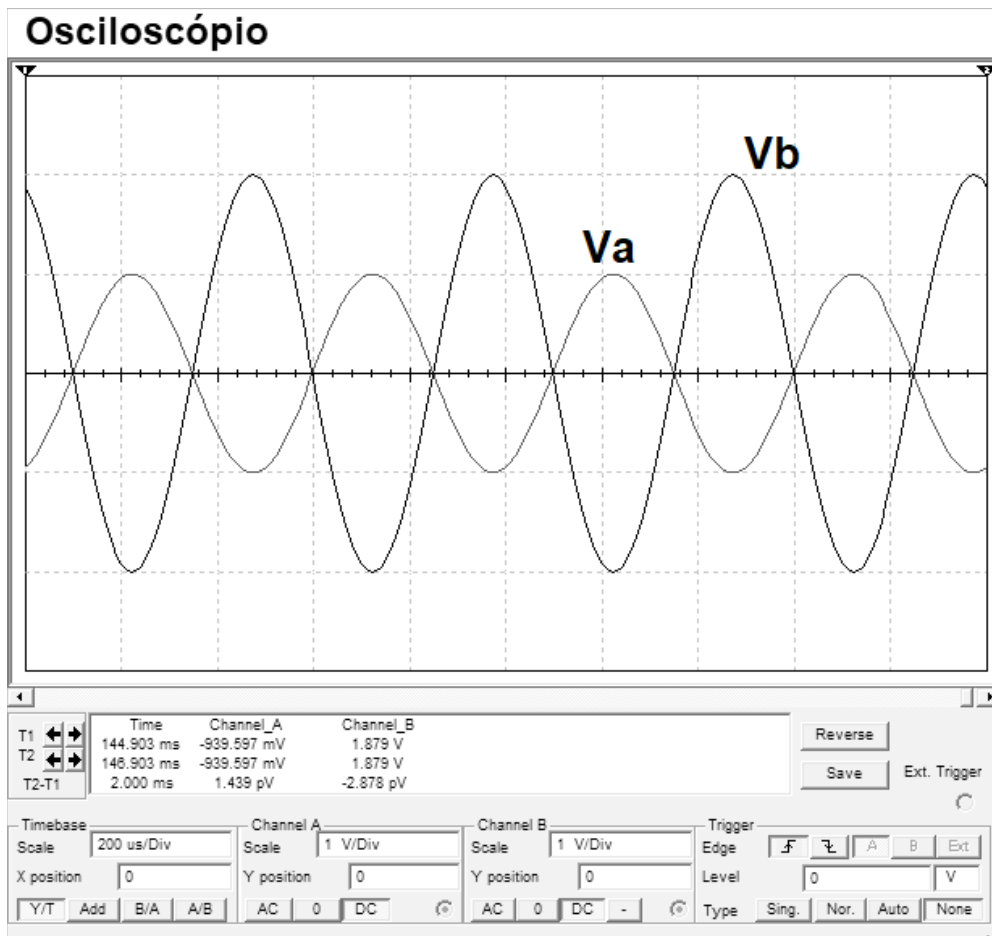 Osciloscópio
1
2
Vb
Va
T1
T2
T2-T1
Time Channel_A Channel_B
144.903 ms -939.597 mV 1.879 V
146.903 ms -939.597 mV 1.879 V
2.000 ms 1.439 pV -2.878 pV
Reverse
Save
Ext. Trigger
Timebase
Scale 200 us/Div
X position 0
Y/T Add B/A A/B
Channel A
Scale 1 V/Div
Y position 0
AC 0 DC
Channel B
Scale 1 V/Div
Y position 0
AC 0 DC -
Trigger
Edge A B Ext
Level 0 V
Type Sing. Nor. Auto None